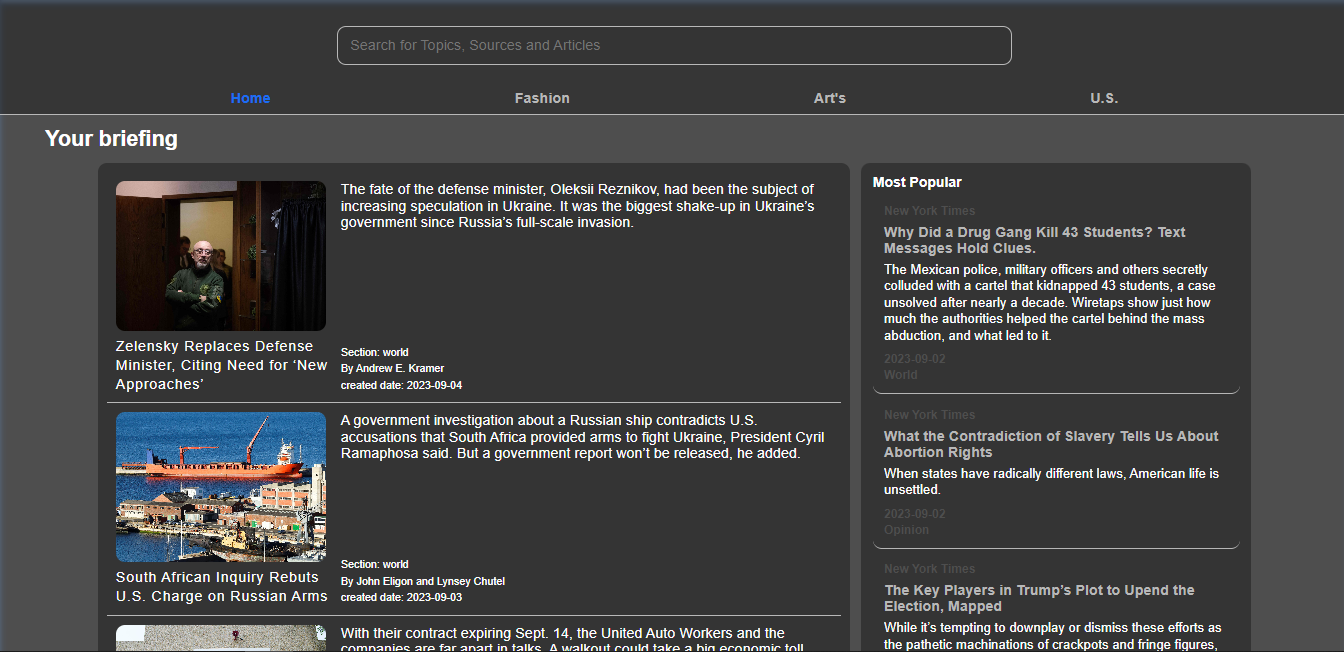 Search for Topics, Sources and Articles
Home
Fashion
Art's
U.S.
Your briefing
The fate of the defense minister, Oleksii Reznikov, had been the subject of
increasing speculation in Ukraine. It was the biggest shake-up in Ukraine’s
government since Russia’s full-scale invasion.
Zelensky Replaces Defense
Minister, Citing Need for ‘New
Approaches’
Section: world
By Andrew E. Kramer
created date: 2023-09-04
A government investigation about a Russian ship contradicts U.S.
accusations that South Africa provided arms to fight Ukraine, President Cyril
Ramaphosa said. But a government report won’t be released, he added.
South African Inquiry Rebuts
U.S. Charge on Russian Arms
Section: world
By John Eligon and Lynsey Chutel
created date: 2023-09-03
With their contract expiring Sept. 14, the United Auto Workers and the
companies are far apart in talks. A walkout could take a big economic toll.
Most Popular
New York Times
Why Did a Drug Gang Kill 43 Students? Text
Messages Hold Clues.
The Mexican police, military officers and others secretly
colluded with a cartel that kidnapped 43 students, a case
unsolved after nearly a decade. Wiretaps show just how
much the authorities helped the cartel behind the mass
abduction, and what led to it.
2023-09-02
World
New York Times
What the Contradiction of Slavery Tells Us About
Abortion Rights
When states have radically different laws, American life is
unsettled.
2023-09-02
Opinion
New York Times
The Key Players in Trump’s Plot to Upend the
Election, Mapped
While it’s tempting to downplay or dismiss these efforts as
the pathetic machinations of crackpots and fringe figures,